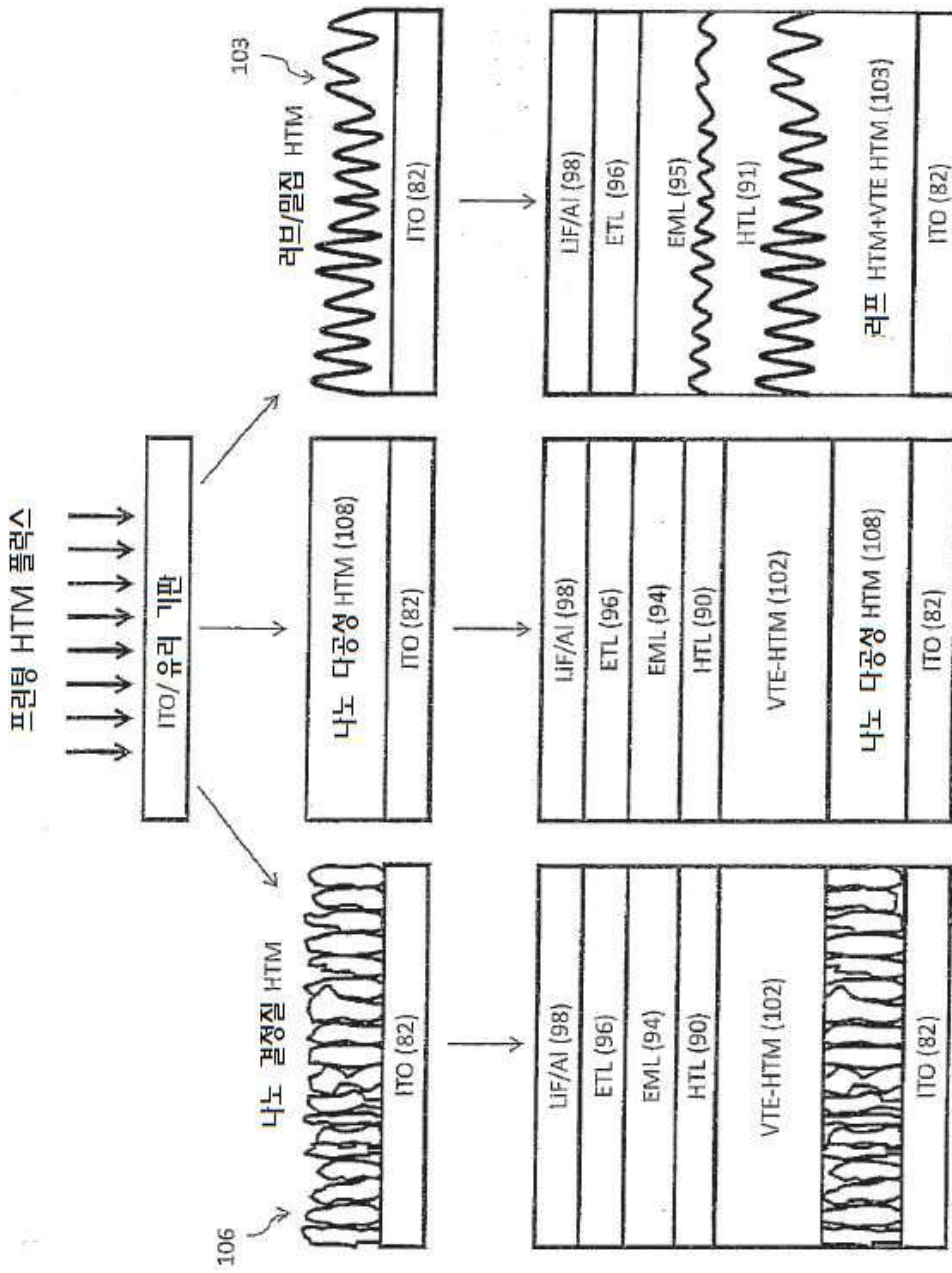 프린팅 HTM 플럭스
ITO/유리 기판
나노 결정질 HTM
106
ITO (82)
나노 다공성 HTM (108)
ITO (82)
러브/밀집 HTM
103
ITO (82)
LiF/Al (98)
ETL (96)
EML (94)
HTL (90)
VTE-HTM (102)
ITO (82)
LiF/Al (98)
ETL (96)
EML (94)
HTL (90)
VTE-HTM (102)
나노 다공성 HTM (108)
ITO (82)
LiF/Al (98)
ETL (96)
EML (95)
HTL (91)
러프 HTM+VTE HTM (103)
ITO (82)